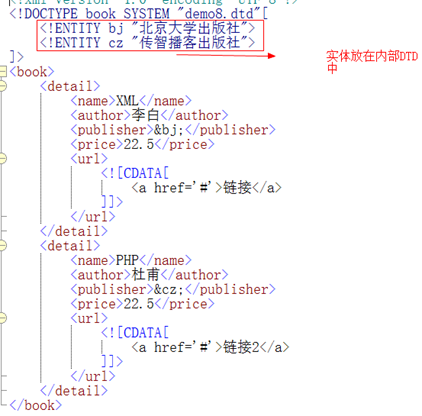 <?xml version="1.0" encoding="utf-8"?>
<!DOCTYPE book SYSTEM "demo8.dtd"[
<!ENTITY bj "北京大学出版社">
<!ENTITY cz "传智播客出版社">
实体放在内部DTD
中
]>
<book>
<detail>
<name>XML</name>
<author>李白</author>
<publisher>&bj;</publisher>
<price>22.5</price>
<url>
<![CDATA[
<a href='#'>链接</a>
]]>
</url>
</detail>
<detail>
<name>PHP</name>
<author>杜甫</author>
<publisher>&cz;</publisher>
<price>22.5</price>
<url>
<![CDATA[
<a href='#'>链接2</a>
]]>
</url>
</detail>
</book>